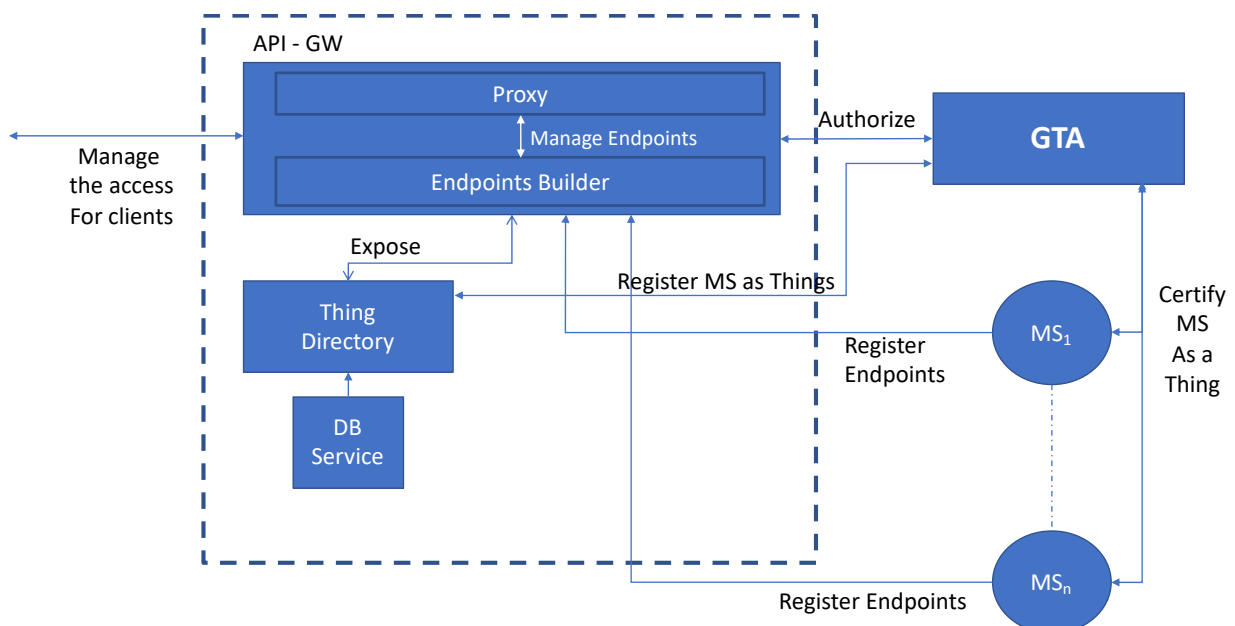 API - GW
Proxy
Manage Endpoints
Endpoints Builder
Manage
the access
For clients
Authorize
GTA
Expose
Register MS as Things
Thing
Directory
DB
Service
Register
Endpoints
MS₁
Certify
MS
As a
Thing
Register Endpoints
MSₙ